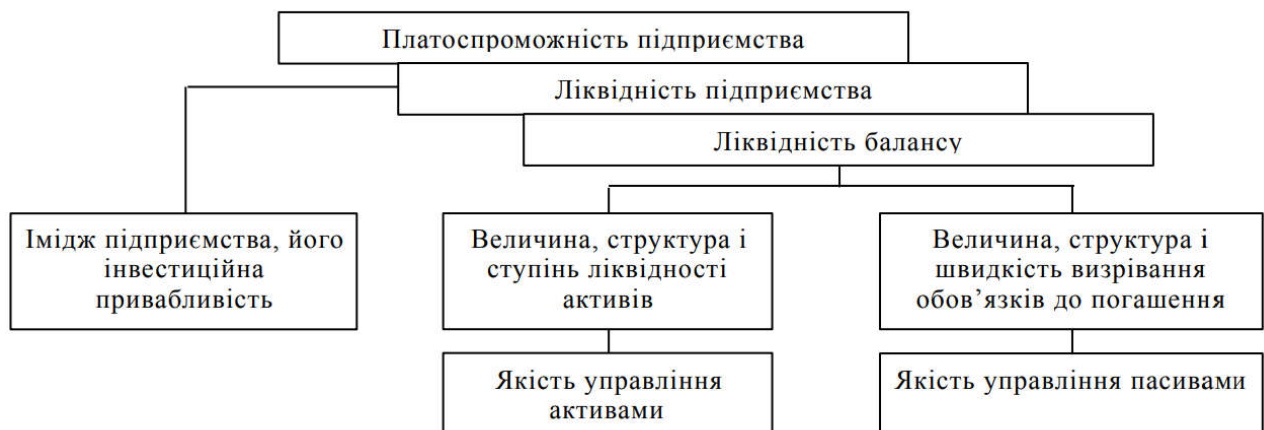 Платоспроможність підприємства
Ліквідність підприємства
Ліквідність балансу
Імідж підприємства, його
інвестиційна
привабливість
Величина, структура і
ступінь ліквідності
активів
Величина, структура і
швидкість визрівання
обов’язків до погашення
Якість управління
активами
Якість управління пасивами